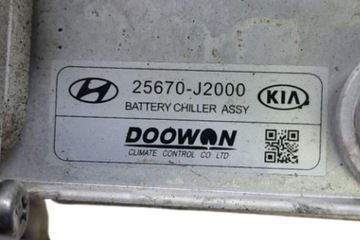 25670-J2000 KIA
BATTERY CHILLER ASSY
DOOWON
CLIMATE CONTROL CO LTD